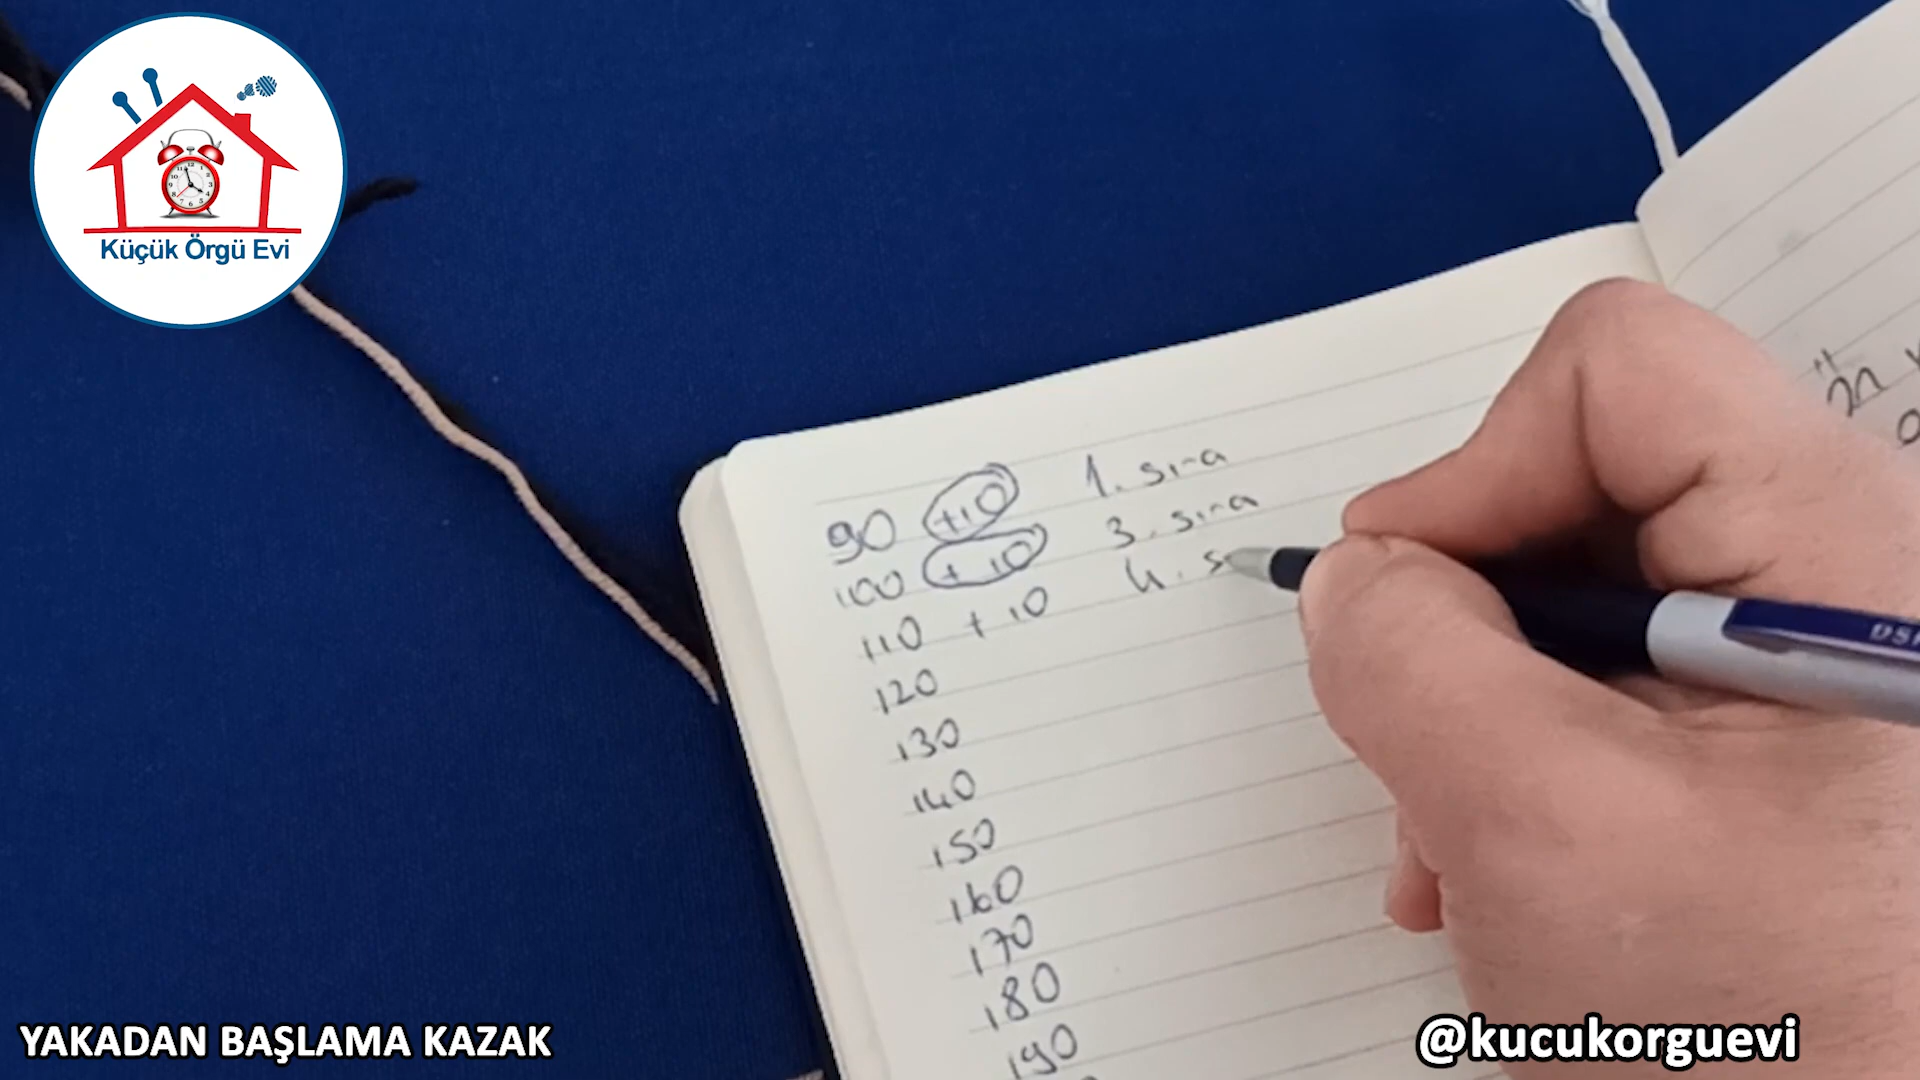 Küçük Örgü Evi
90 +10 1. sıra
100 +10 3. sıra
110 +10 4. s
120
130
140
150
160
170
180
190
DSI
YAKADAN BAŞLAMA KAZAK
@kucukorguevi